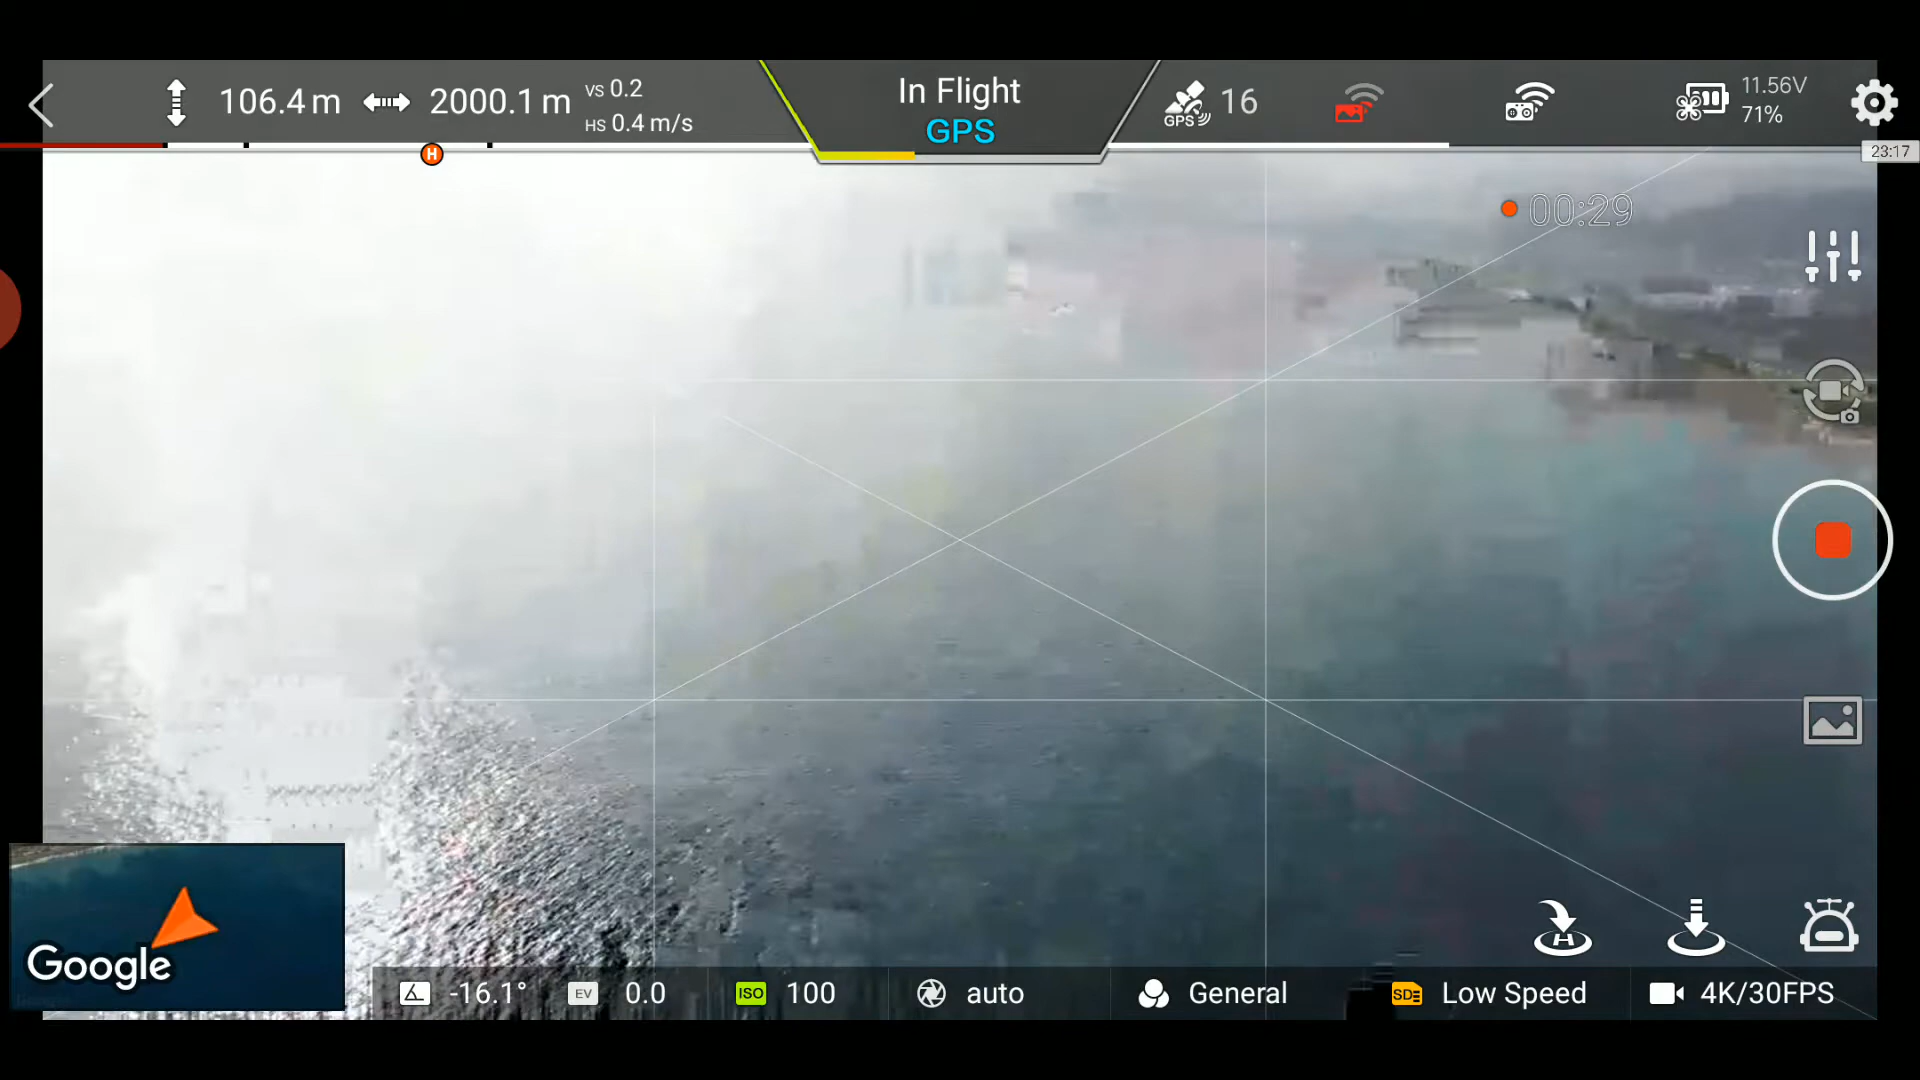 106.4 m
2000.1 m
VS 0.2
HS 0.4 m/s
In Flight
GPS
GPS
16
11.56V
71%
23:17
H
00:29
Google
H
-16.1°
EV 0.0
ISO 100
auto
General
SD Low Speed
4K/30FPS